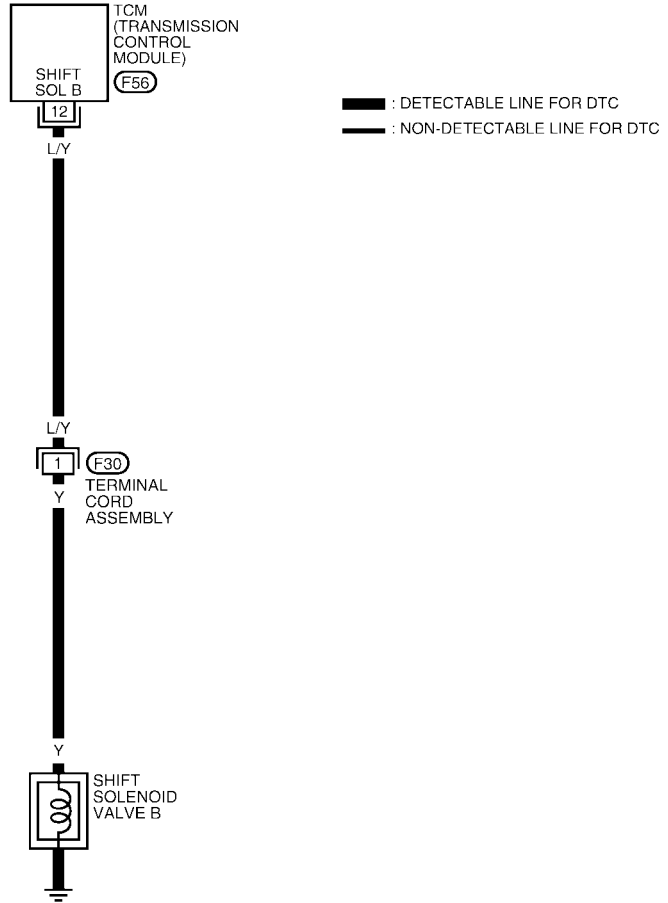 TCM
(TRANSMISSION
CONTROL
MODULE)
F56
SHIFT
SOL B
12
L/Y
: DETECTABLE LINE FOR DTC
: NON-DETECTABLE LINE FOR DTC
L/Y
1
F30
TERMINAL
CORD
ASSEMBLY
Y
Y
SHIFT
SOLENOID
VALVE B